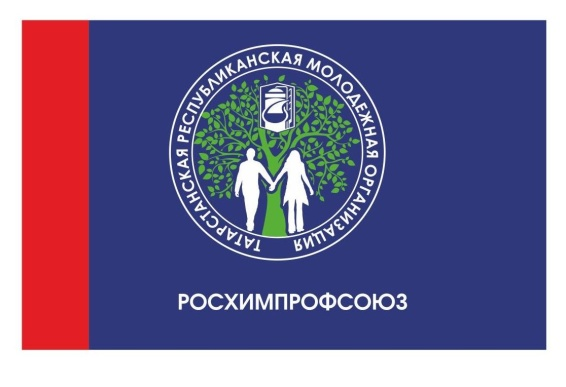 ТАТАРСТАНСКАЯ РЕСПУБЛИКАНСКАЯ МОЛОДЕЖНАЯ ОРГАНИЗАЦИЯ
РОСХИМПРОФСОЮЗ